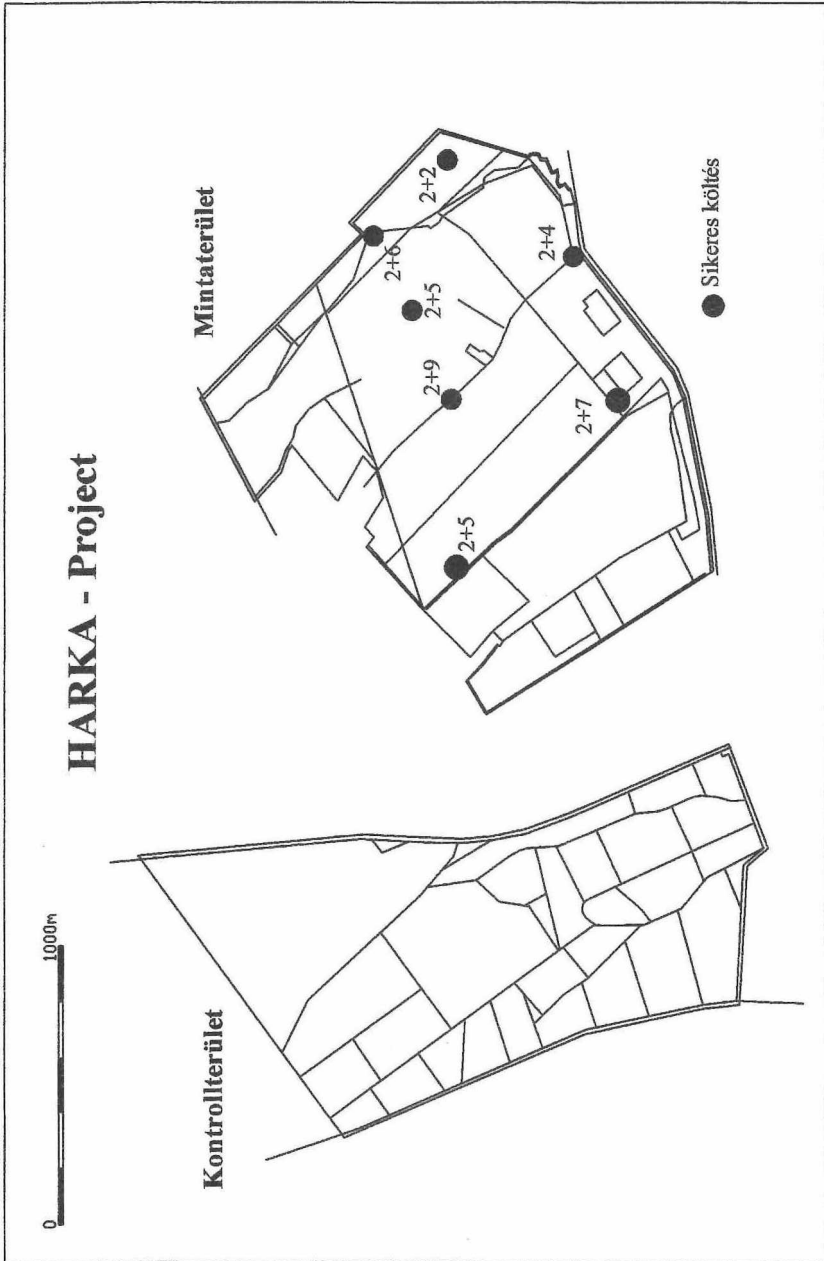 HARKA - Project
0
1000m
Kontrollterület
Mintaterület
2+6
2+2
2+5
2+9
2+4
2+5
2+7
Sikeres költés